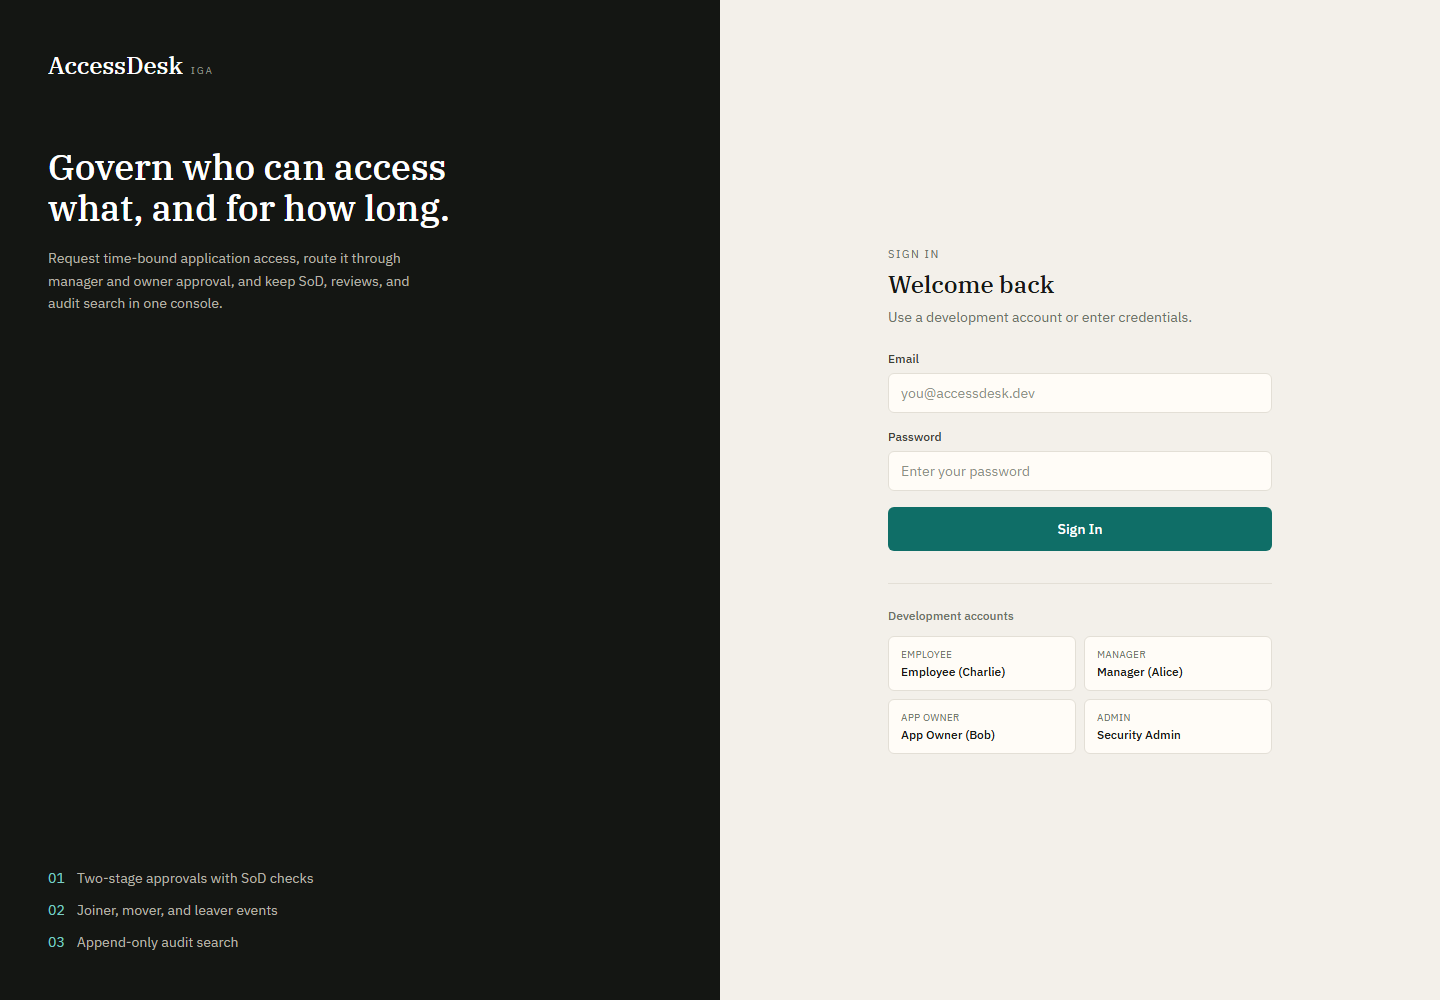 AccessDesk IGA
Govern who can access
what, and for how long.
Request time-bound application access, route it through
manager and owner approval, and keep SoD, reviews, and
audit search in one console.
01 Two-stage approvals with SoD checks
02 Joiner, mover, and leaver events
03 Append-only audit search
SIGN IN
Welcome back
Use a development account or enter credentials.
Email
you@accessdesk.dev
Password
Enter your password
Sign In
Development accounts
EMPLOYEE
Employee (Charlie)
MANAGER
Manager (Alice)
APP OWNER
App Owner (Bob)
ADMIN
Security Admin